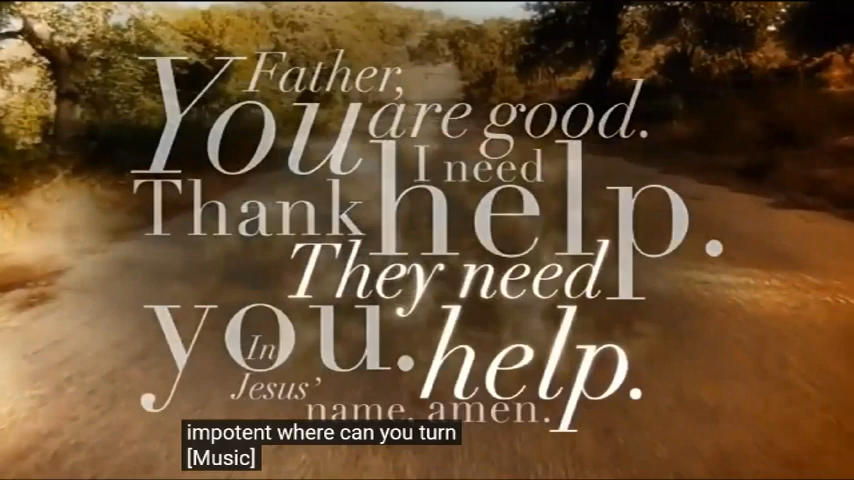 Father,
You are good.
I need
help.
They need
help.
Thank
you.
In
Jesus'
name, amen.
impotent where can you turn
[Music]